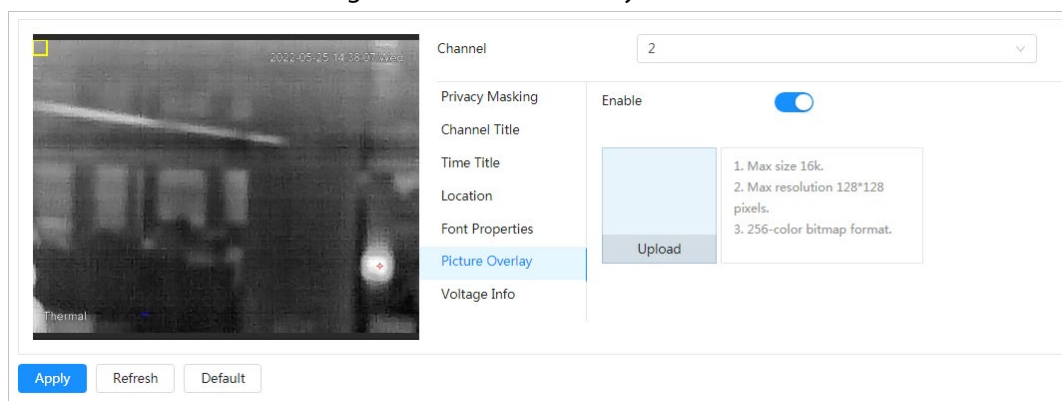 2022-05-25 14:38:07 Wed
Thermal
Channel
2
Privacy Masking
Channel Title
Time Title
Location
Font Properties
Picture Overlay
Voltage Info
Enable
Upload
1. Max size 16k.
2. Max resolution 128*128
pixels.
3. 256-color bitmap format.
Apply
Refresh
Default